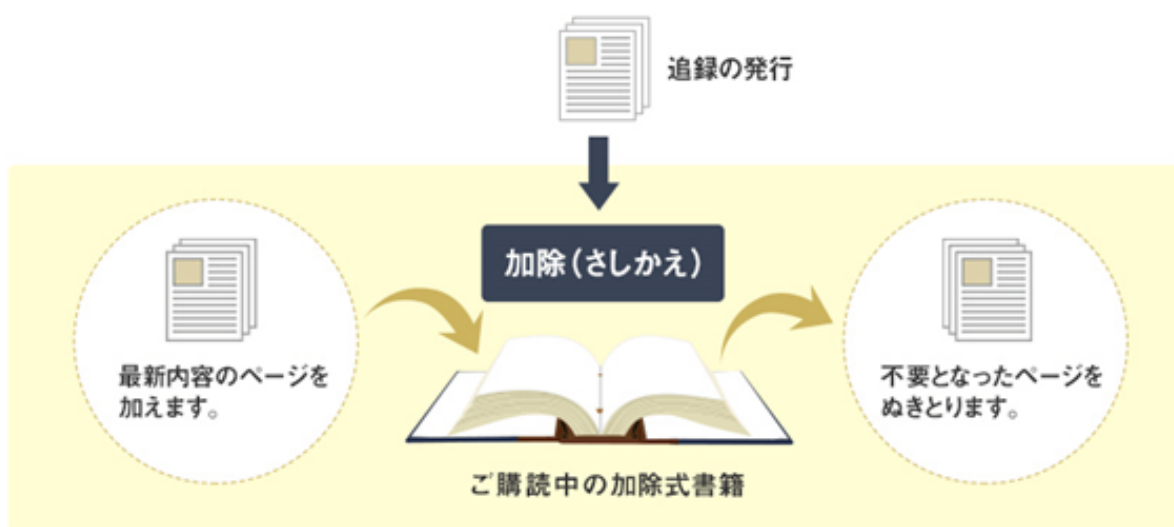 追録の発行
加除(さしかえ)
最新内容のページを
加えます。
不要となったページを
ぬきとります。
ご購読中の加除式書籍